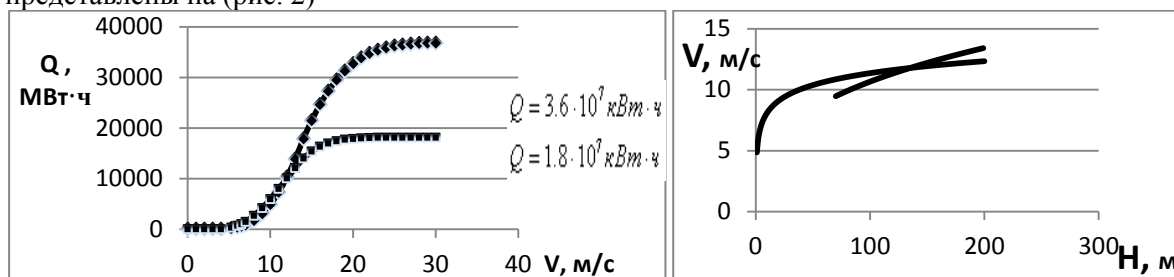 представлены на (рис. 2)
40000
30000
20000
10000
0
Q ,
МВт·ч
0 10 20 30 40
V, м/с
Q = 3.6·10⁷ кВт·ч
Q = 1.8·10⁷ кВт·ч
15
10
5
0
V, м/с
0 100 200 300
H, м